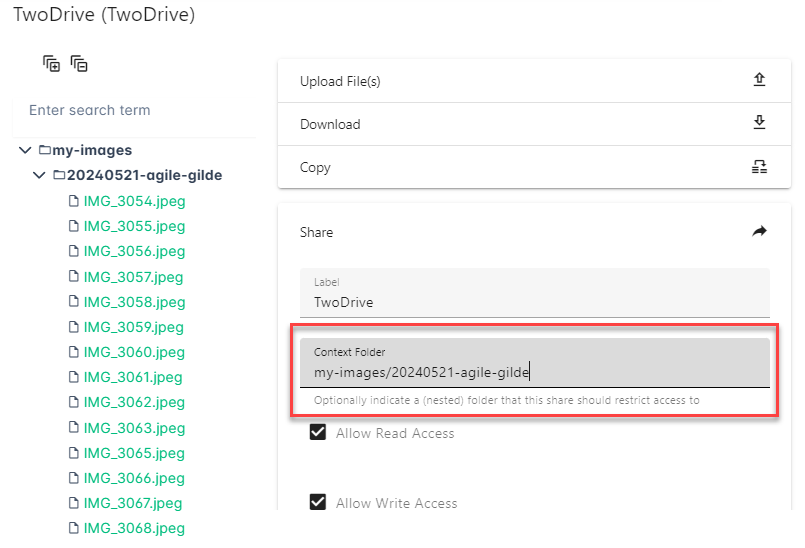 TwoDrive (TwoDrive)
Enter search term
my-images
20240521-agile-gilde
IMG_3054.jpeg
IMG_3055.jpeg
IMG_3056.jpeg
IMG_3057.jpeg
IMG_3058.jpeg
IMG_3059.jpeg
IMG_3060.jpeg
IMG_3061.jpeg
IMG_3062.jpeg
IMG_3063.jpeg
IMG_3065.jpeg
IMG_3066.jpeg
IMG_3067.jpeg
IMG_3068.jpeg
Upload File(s)
Download
Copy
Share
Label
TwoDrive
Context Folder
my-images/20240521-agile-gilde
Optionally indicate a (nested) folder that this share should restrict access to
Allow Read Access
Allow Write Access